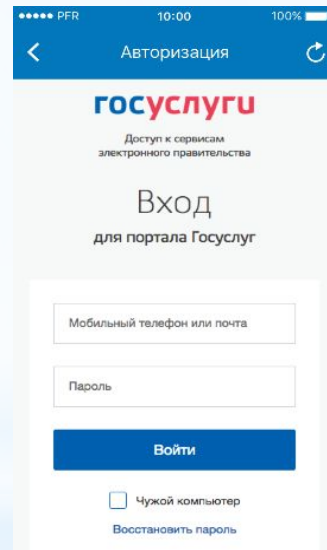 PFR 10:00 100%
Авторизация
госуслуги
Доступ к сервисам
электронного правительства
Вход
для портала Госуслуг
Мобильный телефон или почта
Пароль
Войти
Чужой компьютер
Восстановить пароль